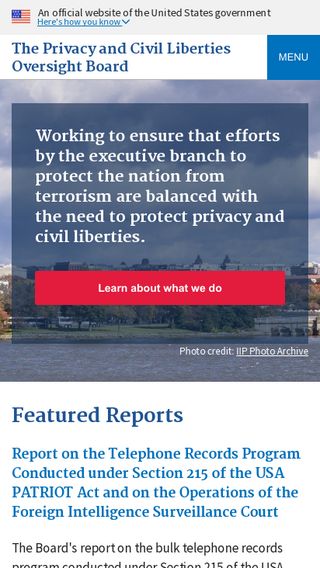 An official website of the United States government
Here's how you know
The Privacy and Civil Liberties
Oversight Board
MENU
Working to ensure that efforts
by the executive branch to
protect the nation from
terrorism are balanced with
the need to protect privacy and
civil liberties.
Learn about what we do
Photo credit: IIP Photo Archive
Featured Reports
Report on the Telephone Records Program
Conducted under Section 215 of the USA
PATRIOT Act and on the Operations of the
Foreign Intelligence Surveillance Court
The Board's report on the bulk telephone records
program conducted under Section 215 of the USA